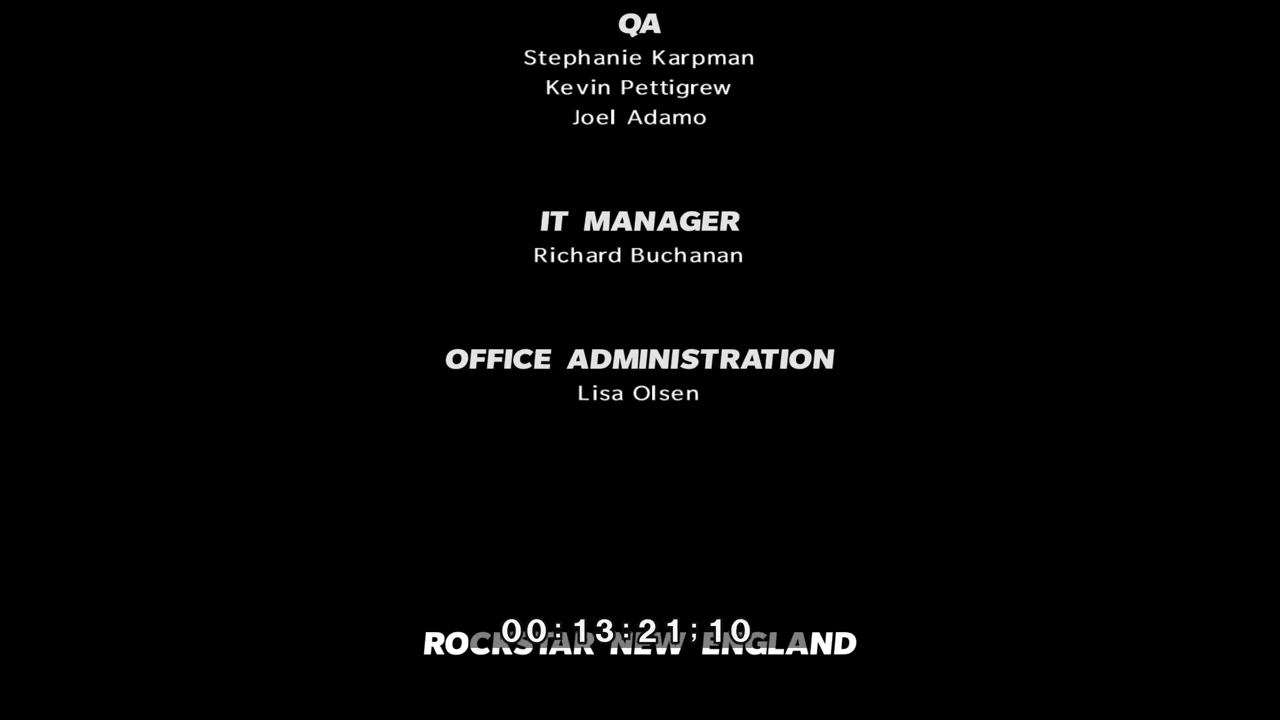 QA
Stephanie Karpman
Kevin Pettigrew
Joel Adamo
IT MANAGER
Richard Buchanan
OFFICE ADMINISTRATION
Lisa Olsen
00:13:21;10
ROCKSTAR NEW ENGLAND